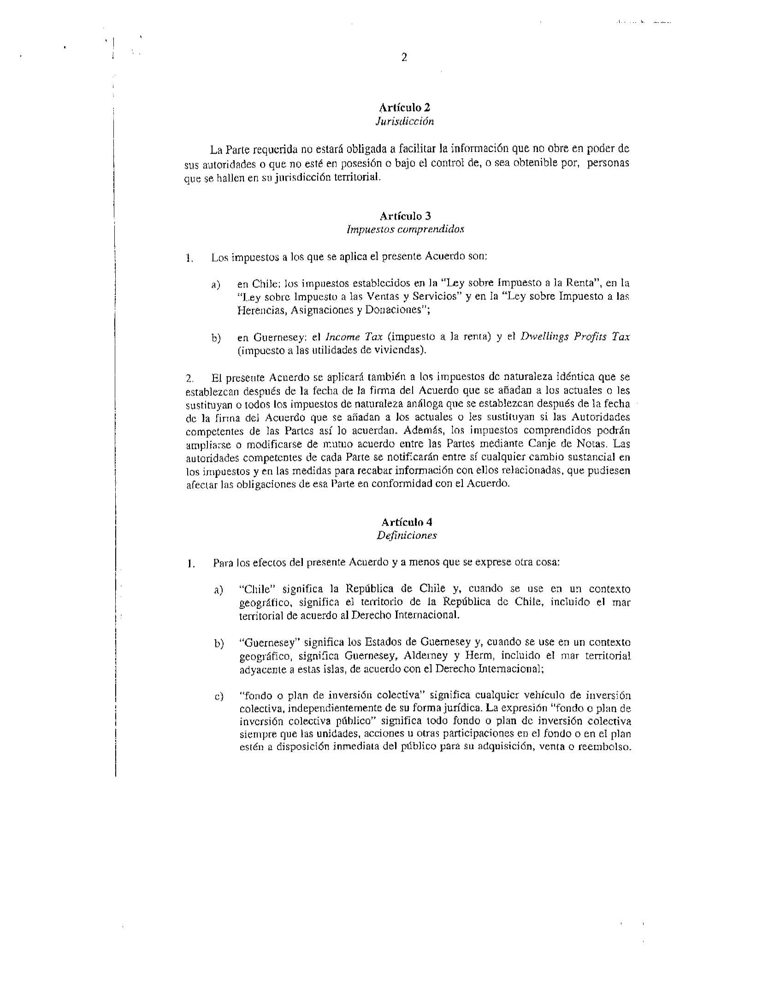 2
Artículo 2
Jurisdicción
La Parte requerida no estará obligada a facilitar la información que no obre en poder de
sus autoridades o que no esté en posesión o bajo el control de, o sea obtenible por, personas
que se hallen en su jurisdicción territorial.
Artículo 3
Impuestos comprendidos
1. Los impuestos a los que se aplica el presente Acuerdo son:
a) en Chile: los impuestos establecidos en la “Ley sobre Impuesto a la Renta”, en la
“Ley sobre Impuesto a las Ventas y Servicios” y en la “Ley sobre Impuesto a las
Herencias, Asignaciones y Donaciones”;
b) en Guernesey: el Income Tax (impuesto a la renta) y el Dwellings Profits Tax
(impuesto a las utilidades de viviendas).
2. El presente Acuerdo se aplicará también a los impuestos de naturaleza idéntica que se
establezcan después de la fecha de la firma del Acuerdo que se añadan a los actuales o les
sustituyan o todos los impuestos de naturaleza análoga que se establezcan después de la fecha
de la firma del Acuerdo que se añadan a los actuales o les sustituyan si las Autoridades
competentes de las Partes así lo acuerdan. Además, los impuestos comprendidos podrán
ampliarse o modificarse de mutuo acuerdo entre las Partes mediante Canje de Notas. Las
autoridades competentes de cada Parte se notificarán entre sí cualquier cambio sustancial en
los impuestos y en las medidas para recabar información con ellos relacionadas, que pudiesen
afectar las obligaciones de esa Parte en conformidad con el Acuerdo.
Artículo 4
Definiciones
1. Para los efectos del presente Acuerdo y a menos que se exprese otra cosa:
a) “Chile” significa la República de Chile y, cuando se use en un contexto
geográfico, significa el territorio de la República de Chile, incluido el mar
territorial de acuerdo al Derecho Internacional.
b) “Guernesey” significa los Estados de Guernesey y, cuando se use en un contexto
geográfico, significa Guernesey, Alderney y Herm, incluido el mar territorial
adyacente a estas islas, de acuerdo con el Derecho Internacional;
c) “fondo o plan de inversión colectiva” significa cualquier vehículo de inversión
colectiva, independientemente de su forma jurídica. La expresión “fondo o plan de
inversión colectiva público” significa todo fondo o plan de inversión colectiva
siempre que las unidades, acciones u otras participaciones en el fondo o en el plan
estén a disposición inmediata del público para su adquisición, venta o reembolso.